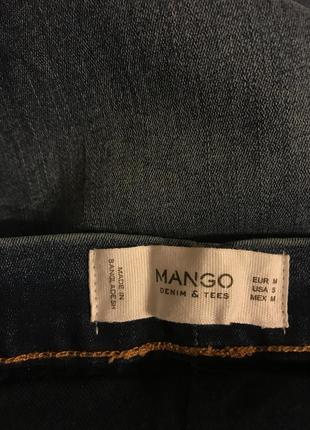 MADE IN
BANGLADESH
MANGO
DENIM & TEES
EUR M
USA S
MEX M